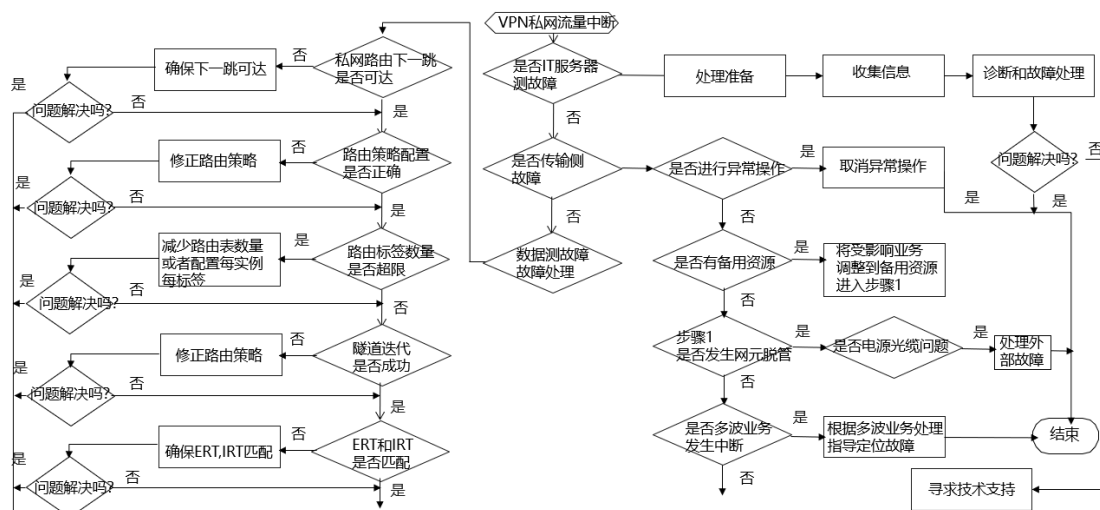 VPN私网流量中断
是否IT服务器
测故障
处理准备
收集信息
诊断和故障处理
问题解决吗?
否
是
否
是否传输侧
故障
否
数据测故障
故障处理
是否进行异常操作
是
取消异常操作
是
否
是否有备用资源
将受影响业务
调整到备用资源
进入步骤1
否
步骤1
是否发生网元脱管
是
是否电源光缆问题
是
处理外
部故障
否
是否多波业务
发生中断
是
根据多波业务处理
指导定位故障
结束
否
寻求技术支持
私网路由下一跳
是否可达
否
确保下一跳可达
是
问题解决吗?
否
是
路由策略配置
是否正确
否
修正路由策略
是
问题解决吗?
否
是
路由标签数量
是否超限
是
减少路由表数量
或者配置每实例
每标签
是
问题解决吗?
否
否
隧道迭代
是否成功
否
修正路由策略
是
问题解决吗?
否
是
ERT和IRT
是否匹配
否
确保ERT,IRT匹配
是
问题解决吗?
否
是